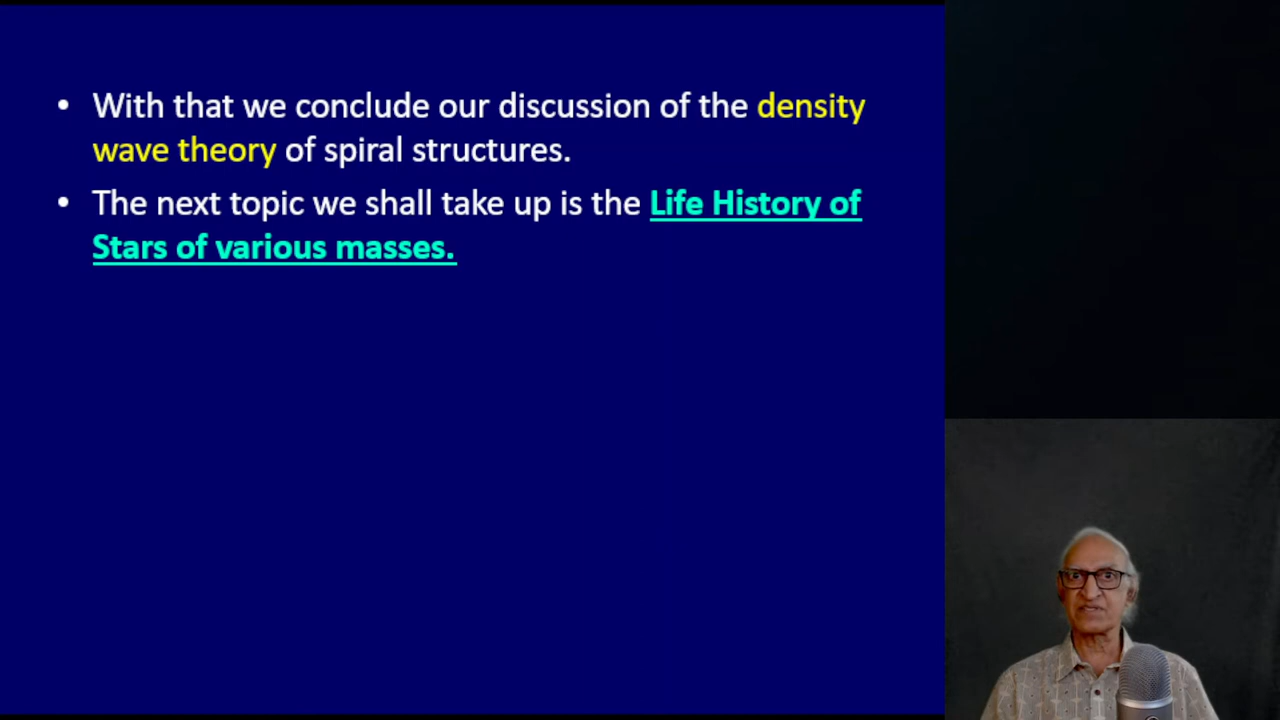 • With that we conclude our discussion of the density
wave theory of spiral structures.
• The next topic we shall take up is the Life History of
Stars of various masses.